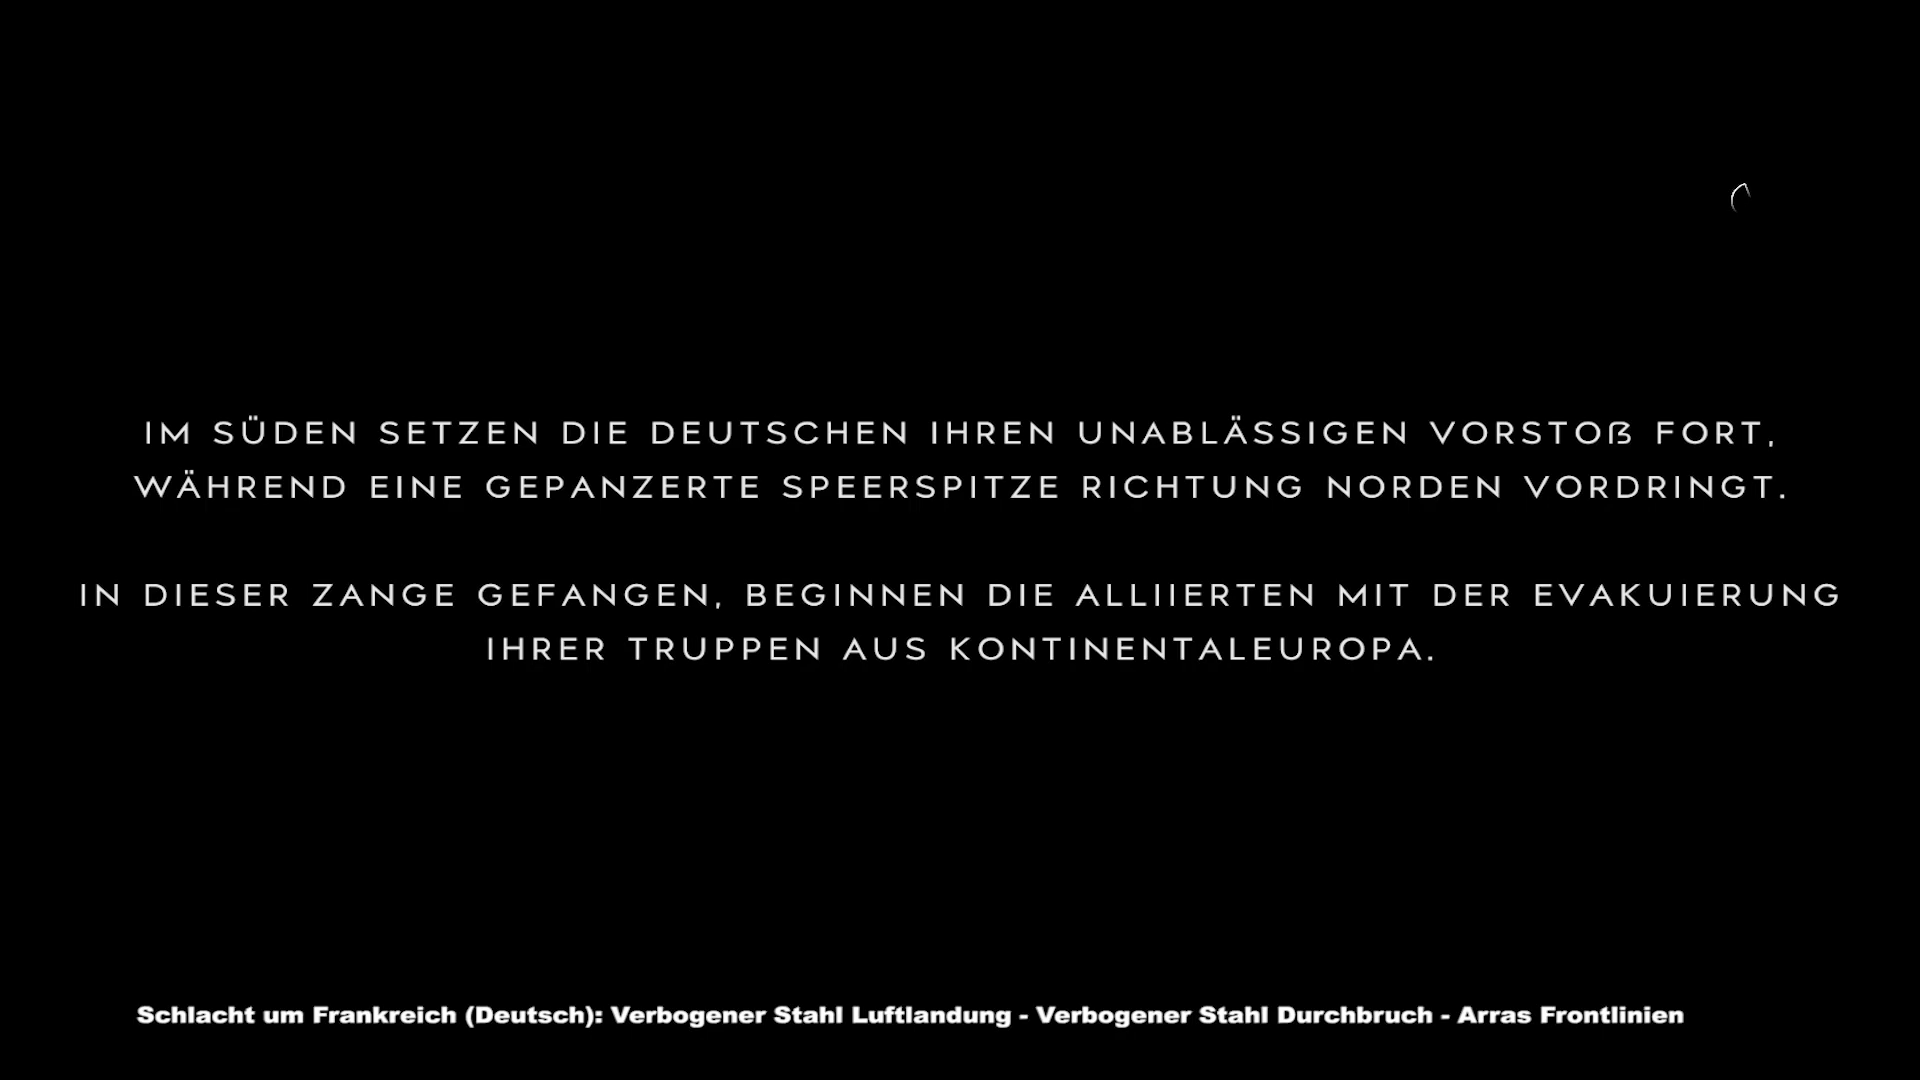 IM SÜDEN SETZEN DIE DEUTSCHEN IHREN UNABLÄSSIGEN VORSTOß FORT,
WÄHREND EINE GEPANZERTE SPEERSPITZE RICHTUNG NORDEN VORDRINGT.
IN DIESER ZANGE GEFANGEN, BEGINNEN DIE ALLIIERTEN MIT DER EVAKUIERUNG
IHRER TRUPPEN AUS KONTINENTALEUROPA.
Schlacht um Frankreich (Deutsch): Verbogener Stahl Luftlandung - Verbogener Stahl Durchbruch - Arras Frontlinien